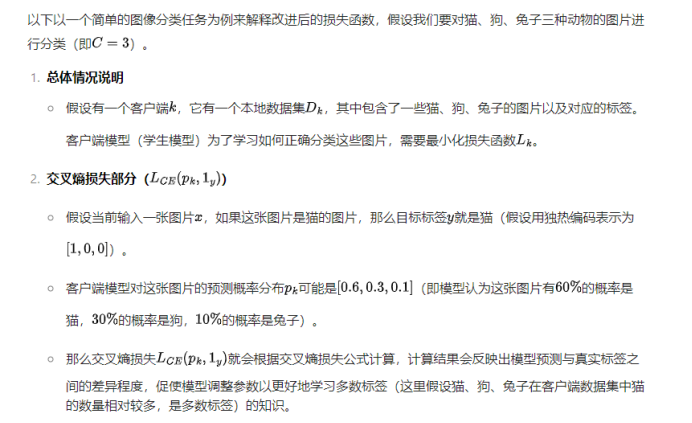 以下以一个简单的图像分类任务为例来解释改进后的损失函数，假设我们要对猫、狗、兔子三种动物的图片进
行分类（即C = 3）。
1. 总体情况说明
○ 假设有一个客户端k，它有一个本地数据集D_k，其中包含了一些猫、狗、兔子的图片以及对应的标签。
客户端模型（学生模型）为了学习如何正确分类这些图片，需要最小化损失函数L_k。
2. 交叉熵损失部分（L_{CE}(p_k, 1_y)）
○ 假设当前输入一张图片x，如果这张图片是猫的图片，那么目标标签y就是猫（假设用独热编码表示为
[1, 0, 0]）。
○ 客户端模型对这张图片的预测概率分布p_k可能是[0.6, 0.3, 0.1]（即模型认为这张图片有60%的概率是
猫，30%的概率是狗，10%的概率是兔子）。
○ 那么交叉熵损失L_{CE}(p_k, 1_y)就会根据交叉熵损失公式计算，计算结果会反映出模型预测与真实标签之
间的差异程度，促使模型调整参数以更好地学习多数标签（这里假设猫、狗、兔子在客户端数据集中猫
的数量相对较多，是多数标签）的知识。